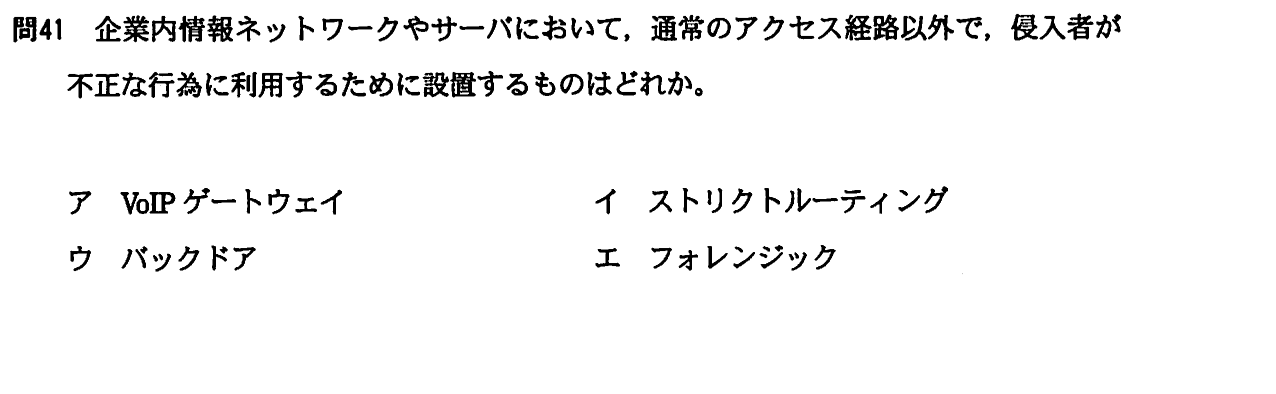 問41 企業内情報ネットワークやサーバにおいて，通常のアクセス経路以外で，侵入者が
不正な行為に利用するために設置するものはどれか。
ア VoIP ゲートウェイ イ ストリクトルーティング
ウ バックドア エ フォレンジック